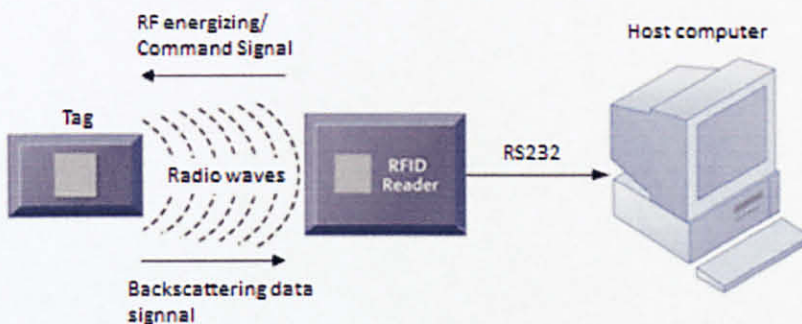 RF energizing/
Command Signal
Host computer
Tag
Radio waves
RFID
Reader
RS232
Backscattering data
signnal